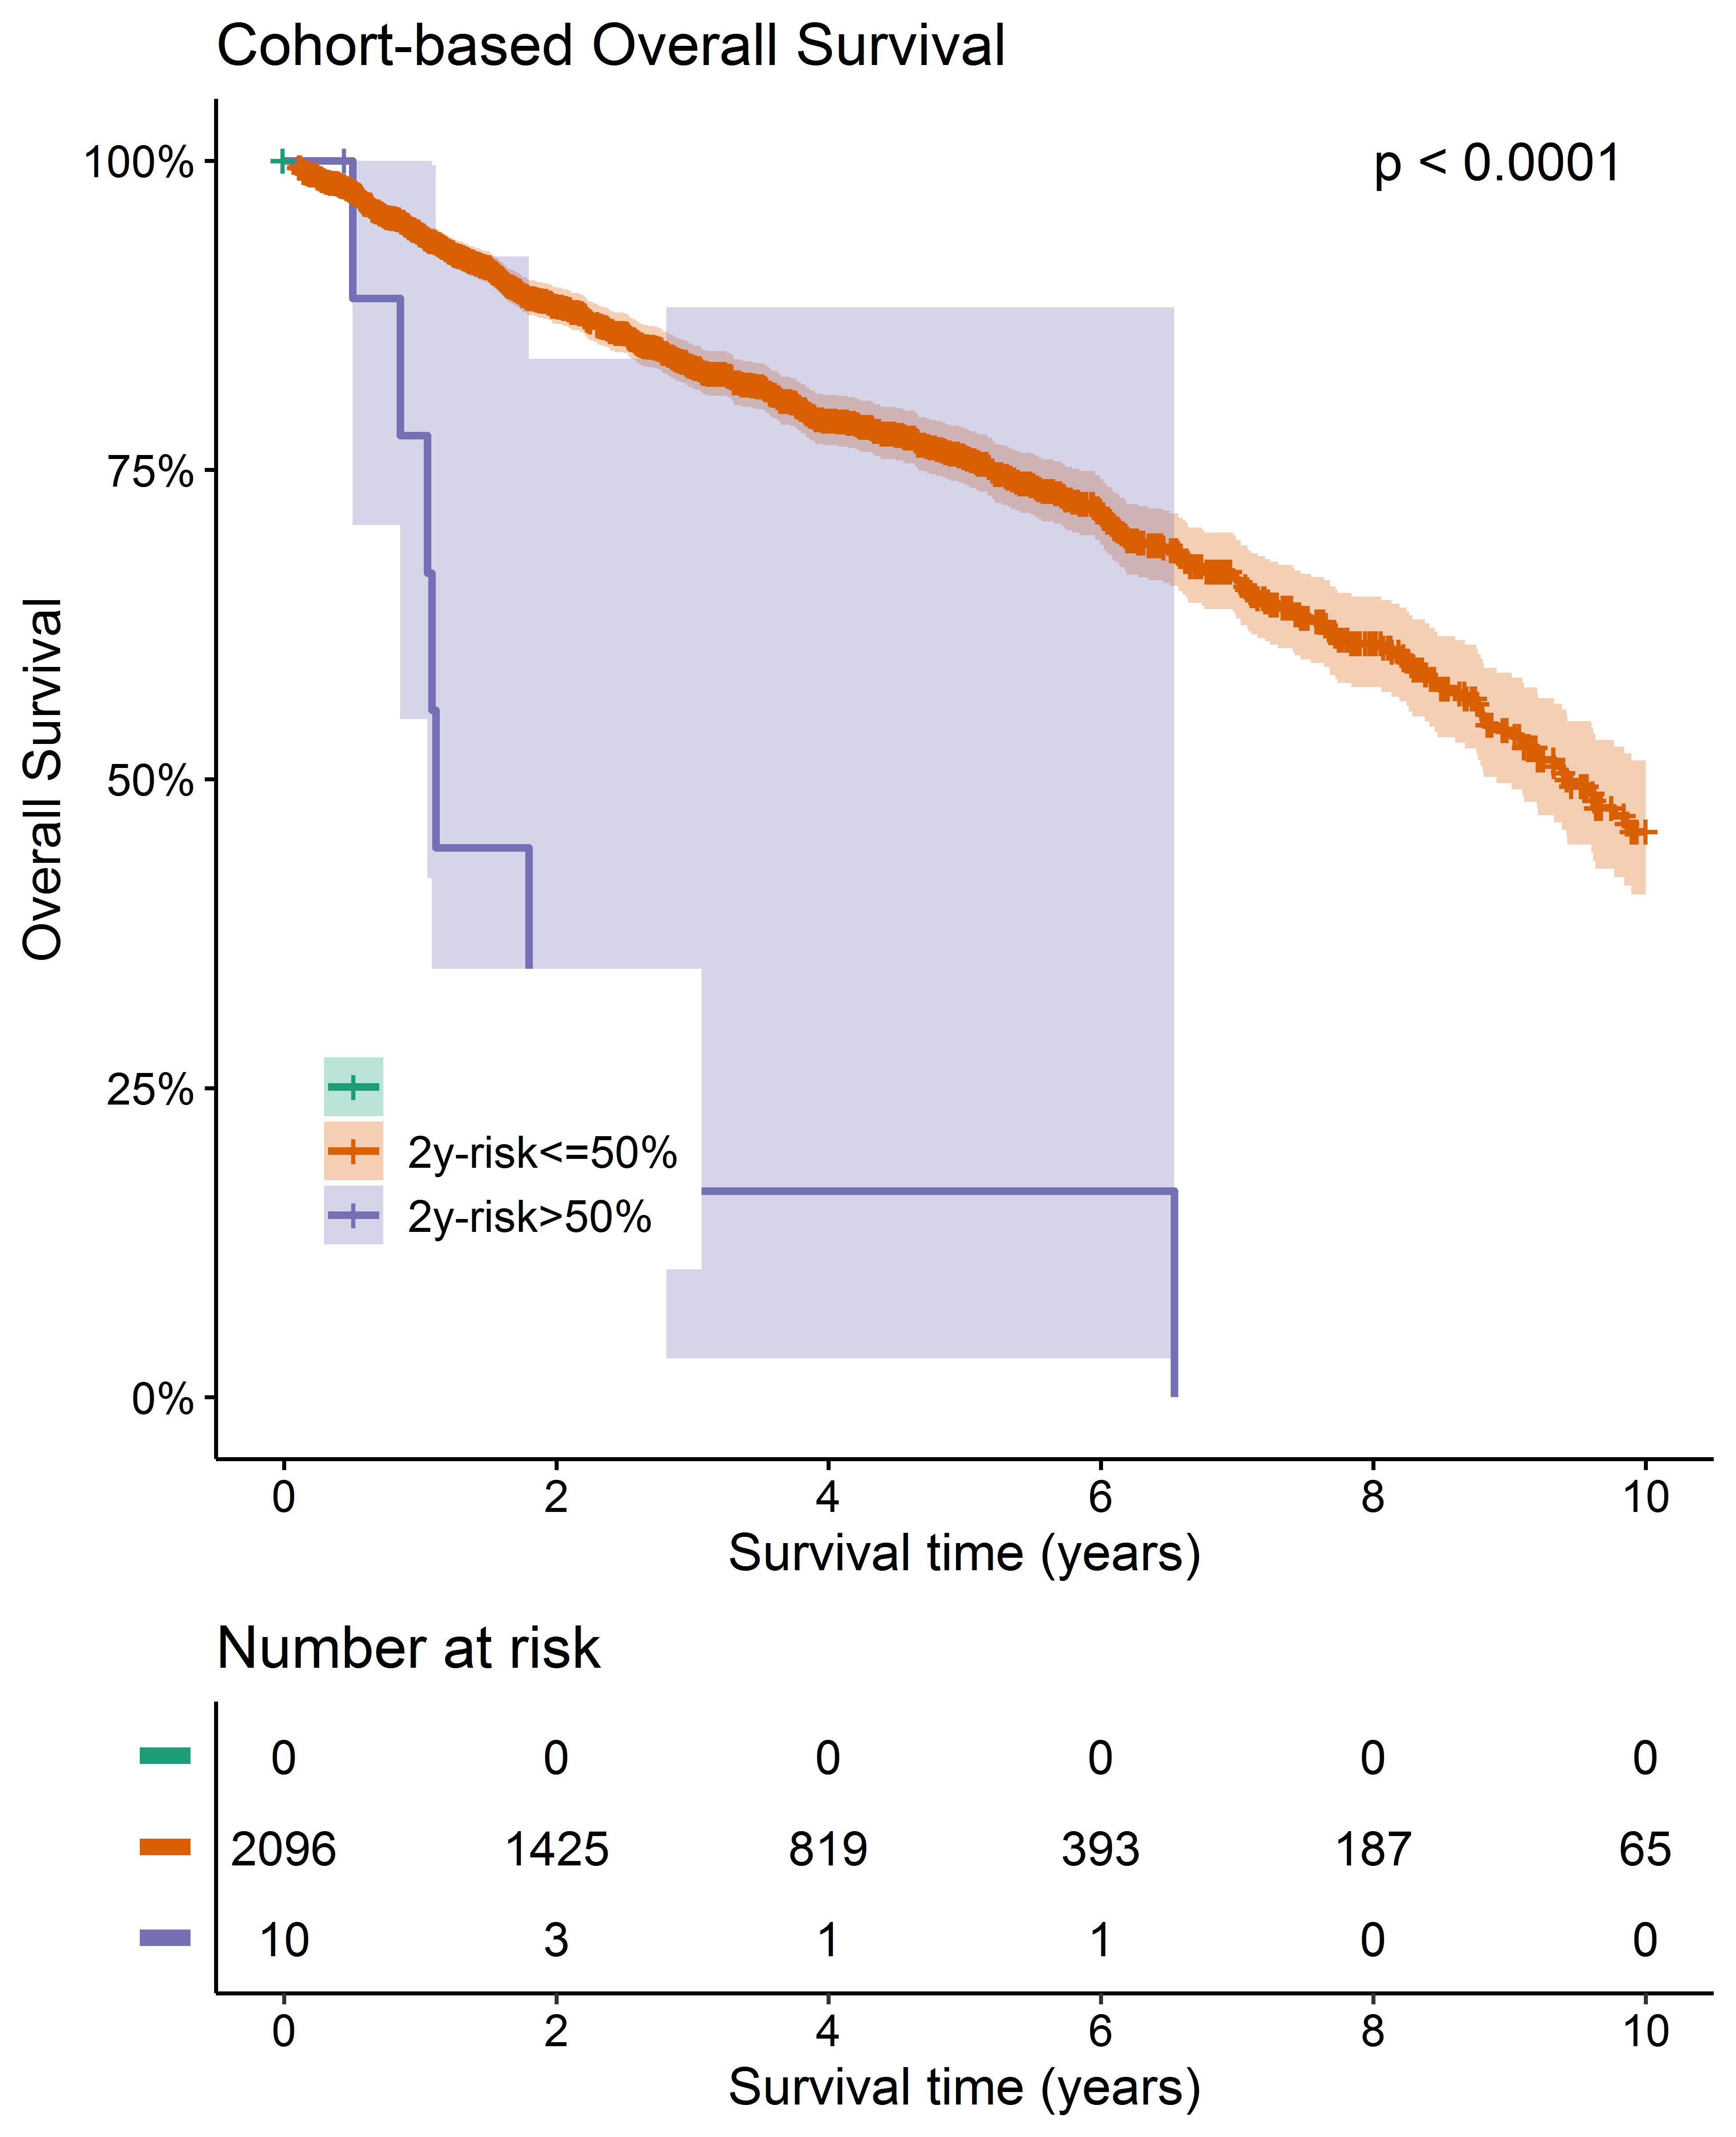 Cohort-based Overall Survival
p < 0.0001
100%
75%
50%
25%
0%
Overall Survival
2y-risk<=50%
2y-risk>50%
0 2 4 6 8 10
Survival time (years)
Number at risk
0 0 0 0 0 0
2096 1425 819 393 187 65
10 3 1 1 0 0
0 2 4 6 8 10
Survival time (years)